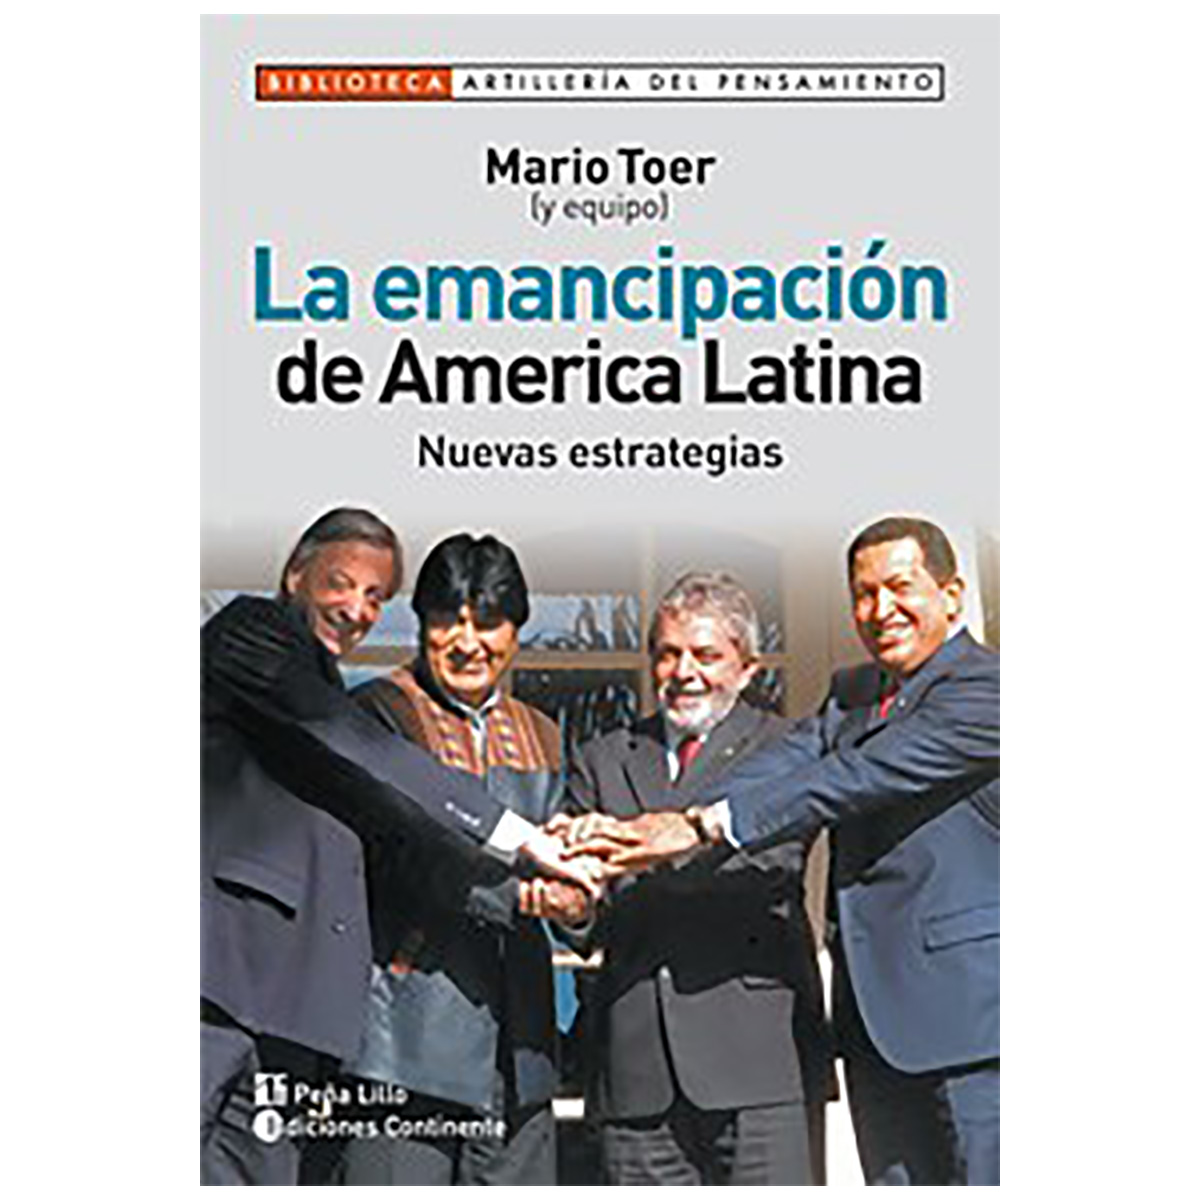 BIBLIOTECA ARTILLERÍA DEL PENSAMIENTO
Mario Toer
(y equipo)
La emancipación
de America Latina
Nuevas estrategias
Peña Lillo
Ediciones Continente